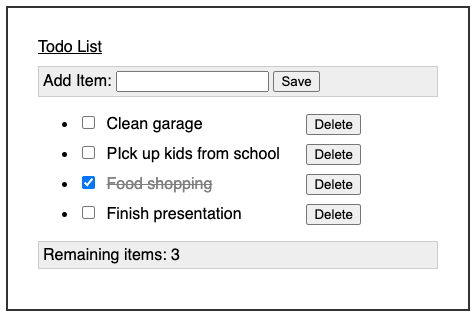 Todo List
Add Item: Save
Clean garage Delete
PIck up kids from school Delete
Food shopping Delete
Finish presentation Delete
Remaining items: 3